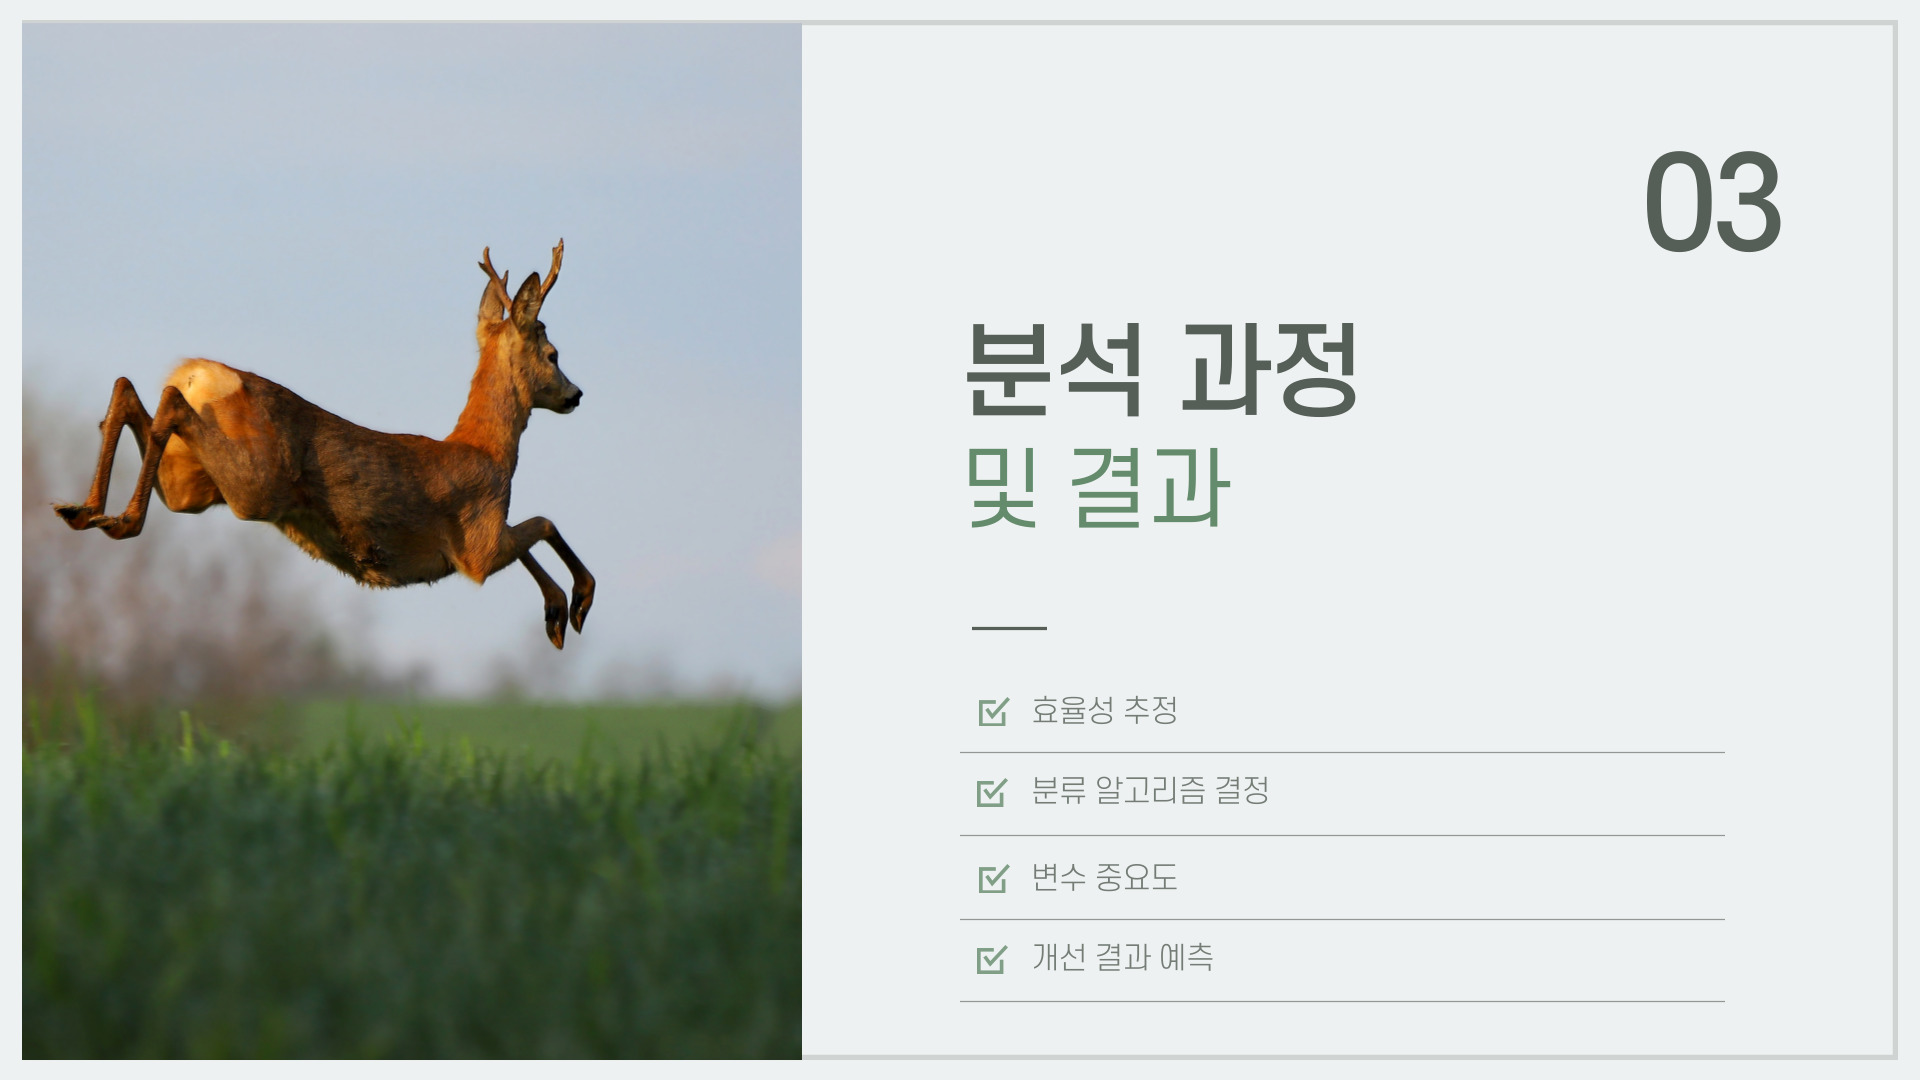 03
분석 과정
및 결과
효율성 추정
분류 알고리즘 결정
변수 중요도
개선 결과 예측